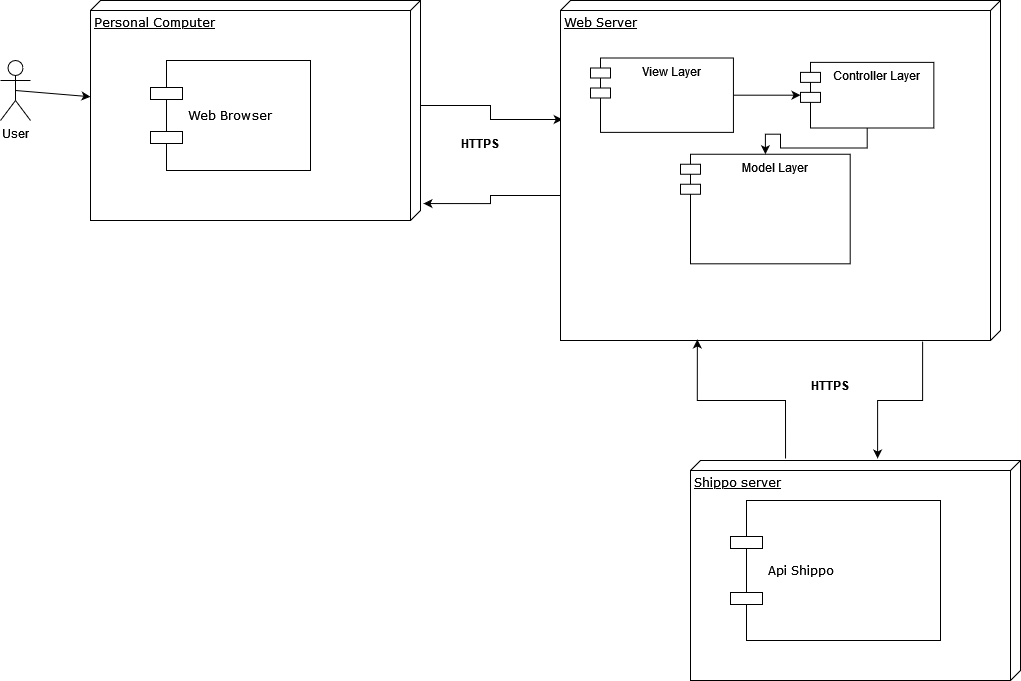 Personal Computer
Web Server
View Layer
Controller Layer
Web Browser
User
HTTPS
Model Layer
HTTPS
Shippo server
Api Shippo